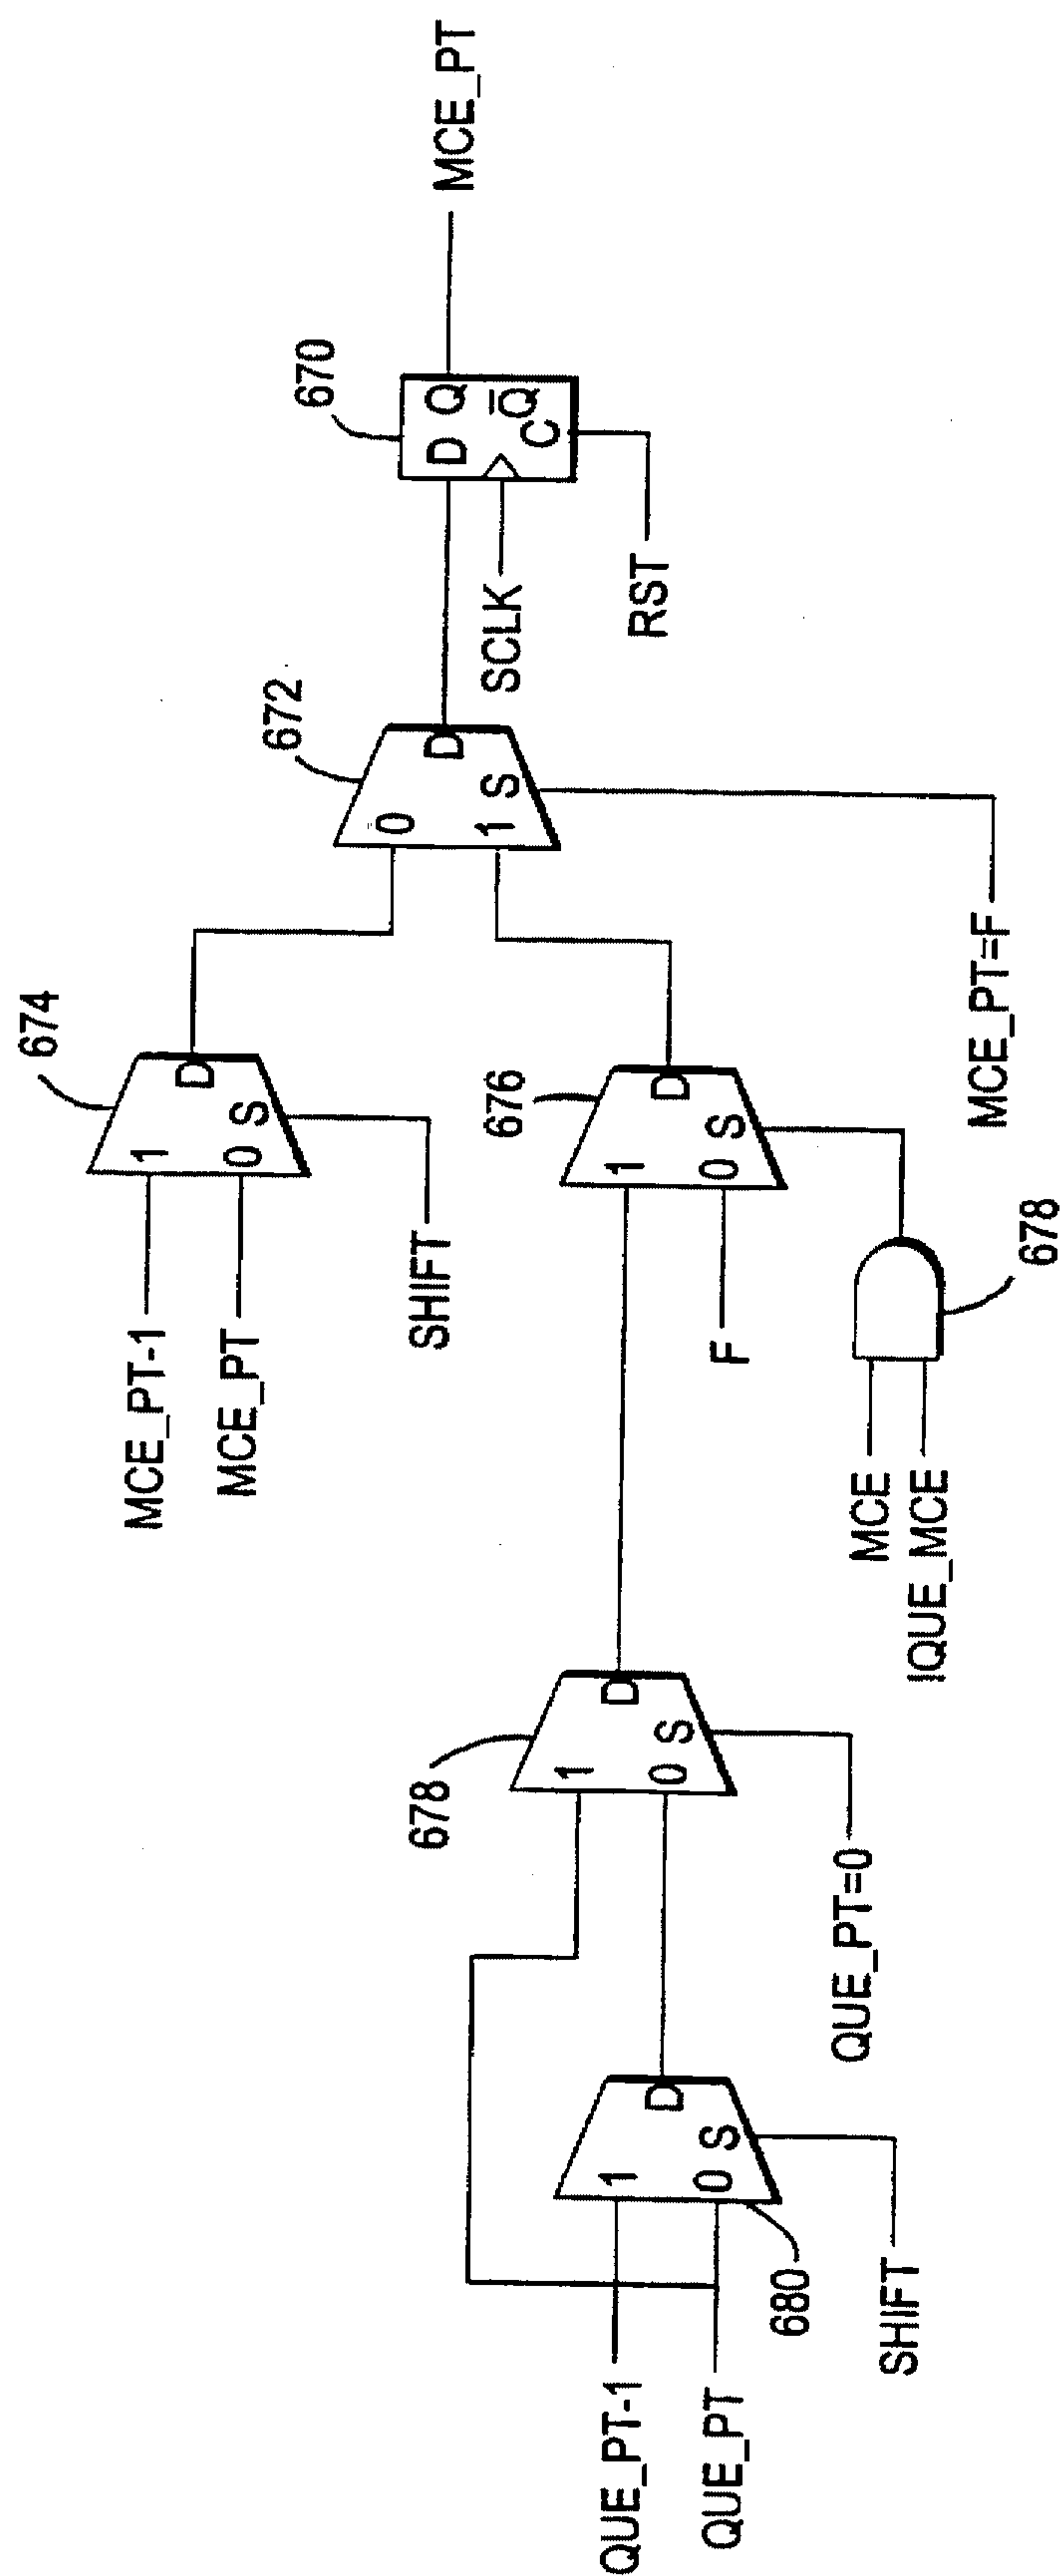 674
MCE_PT-1
1
D
MCE_PT
0 S
SHIFT
672
0
D
1 S
MCE_PT=F
670
D Q
Q
C
MCE_PT
SCLK
RST
676
1
D
F
0 S
MCE
IQUE_MCE
678
678
1
D
0 S
QUE_PT=0
QUE_PT-1
1
D
QUE_PT
0 S
680
SHIFT